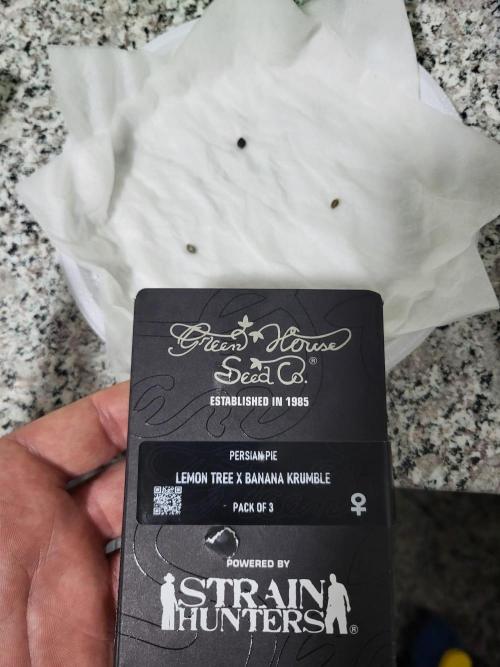 Green House
Seed Co.®
ESTABLISHED IN 1985
PERSIAN PIE
LEMON TREE X BANANA KRUMBLE
PACK OF 3
POWERED BY
STRAIN
HUNTERS®